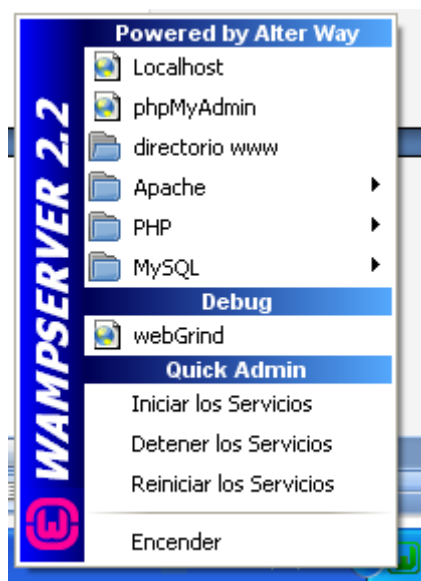 Powered by Alter Way
Localhost
phpMyAdmin
directorio www
Apache
PHP
MySQL
Debug
webGrind
Quick Admin
Iniciar los Servicios
Detener los Servicios
Reiniciar los Servicios
Encender
WAMPSERVER 2.2